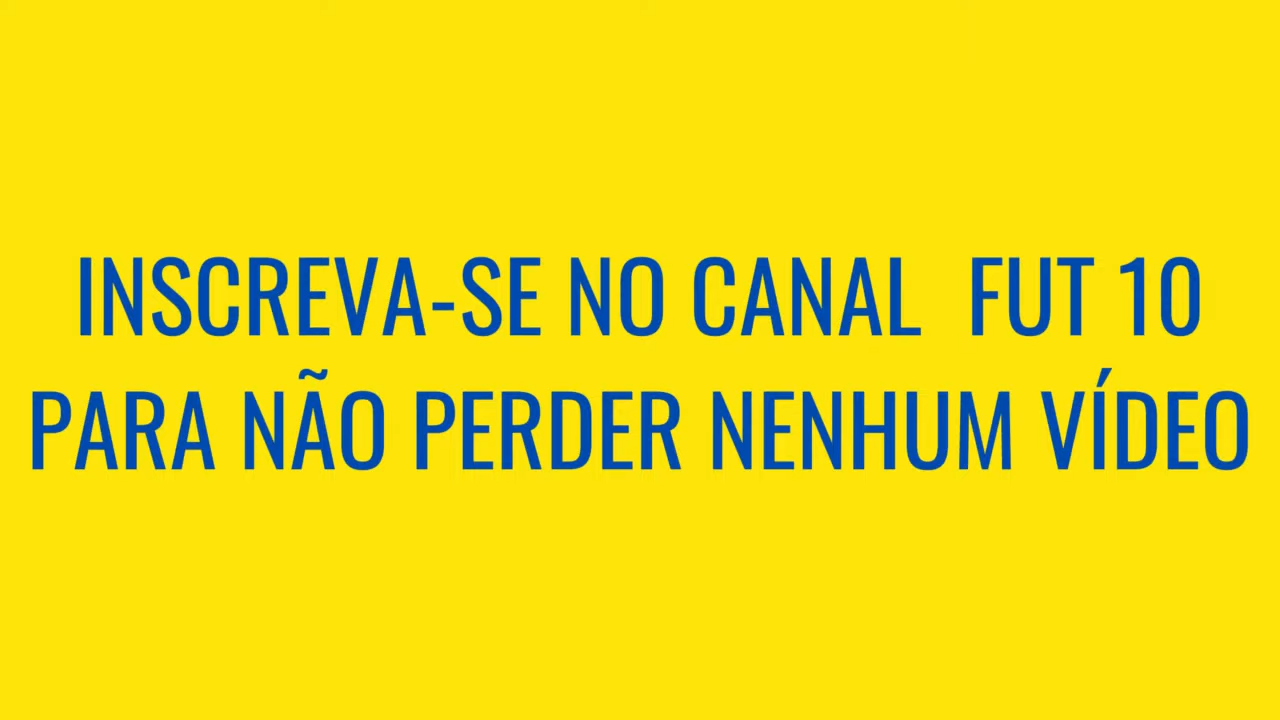 INSCREVA-SE NO CANAL  FUT 10
PARA NÃO PERDER NENHUM VÍDEO